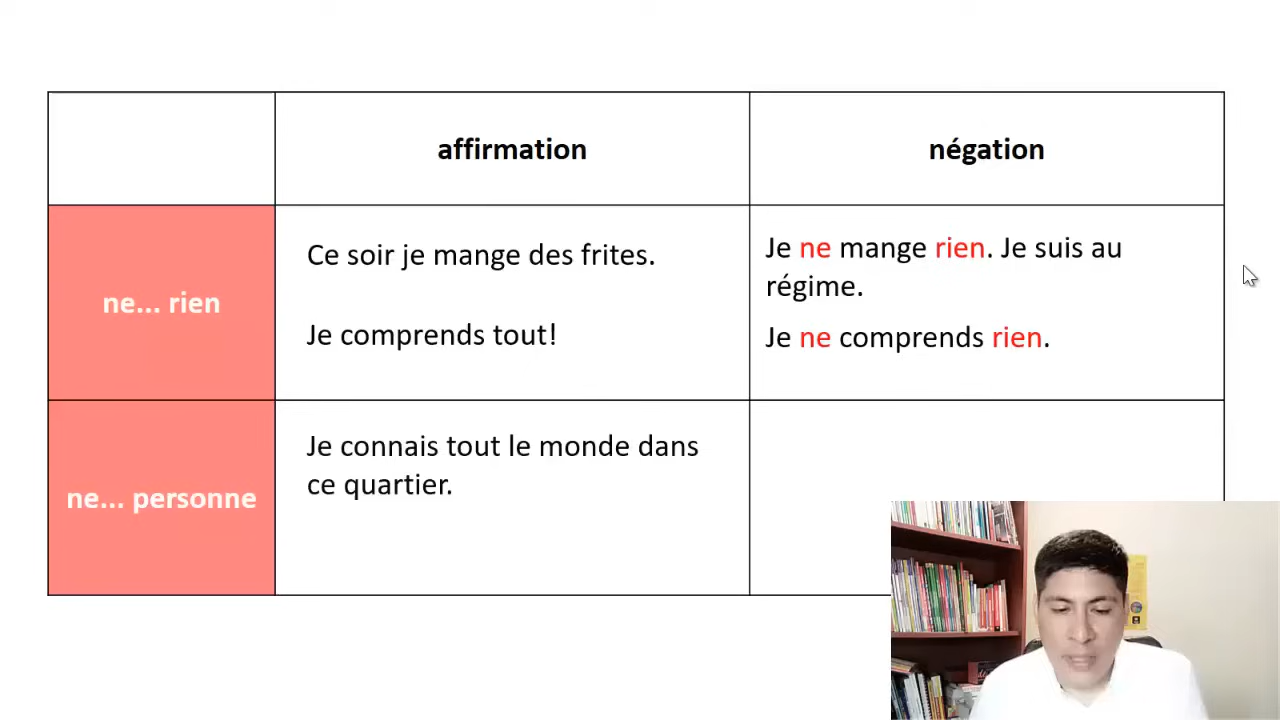 affirmation
négation
ne... rien
Ce soir je mange des frites.
Je comprends tout!
Je ne mange rien. Je suis au
régime.
Je ne comprends rien.
ne... personne
Je connais tout le monde dans
ce quartier.